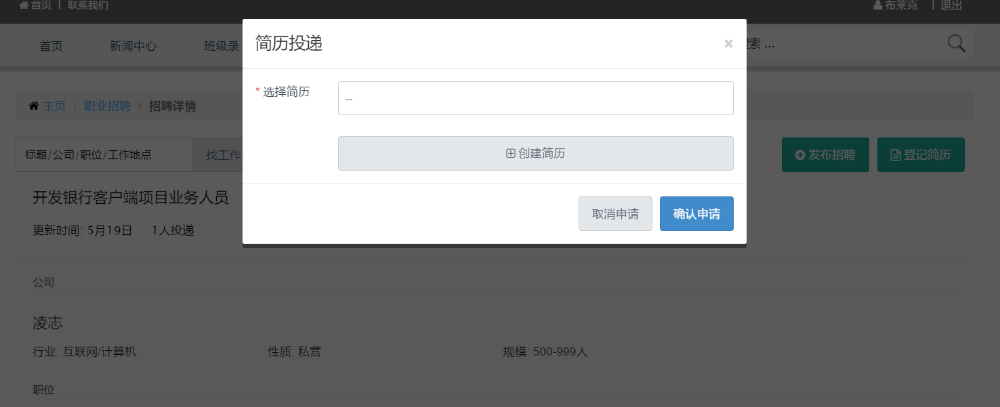 首页 | 联系我们
布莱克 | 退出
首页 新闻中心 班级录
索 ...
简历投递
×
* 选择简历
--
创建简历
取消申请 确认申请
主页 / 职业招聘 / 招聘详情
标题/公司/职位/工作地点 找工作
发布招聘 登记简历
开发银行客户端项目业务人员
更新时间: 5月19日 1人投递
公司
凌志
行业: 互联网/计算机 性质: 私营 规模: 500-999人
职位